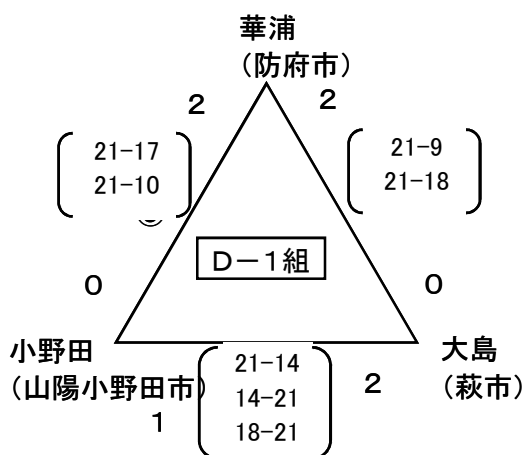 華浦
（防府市）
2
2
21-17
21-10
21-9
21-18
D－1組
0
0
小野田
（山陽小野田市）
1
21-14
14-21
18-21
2
大島
（萩市）